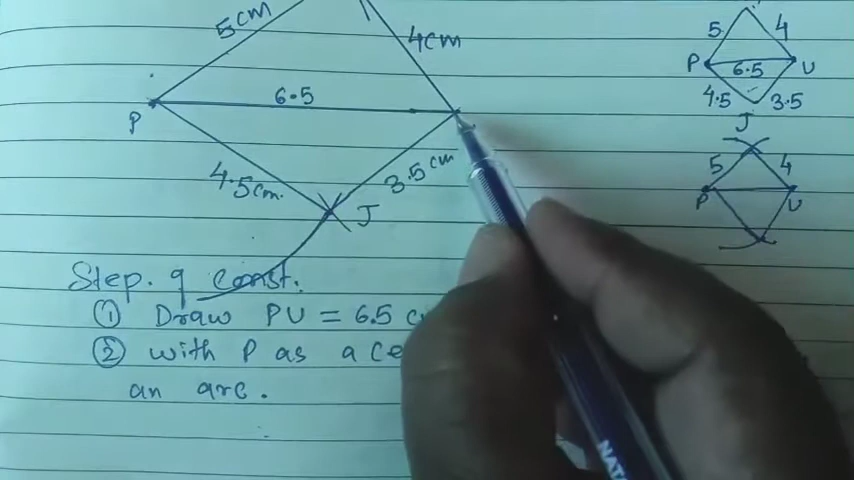 5cm
4cm
5 4
P 6.5 U
6.5
P
4.5 3.5
J
4.5cm.
3.5cm
J
5 4
P U
Step. of const.
① Draw PU = 6.5 c
② with P as a ce
an arc.
NAT